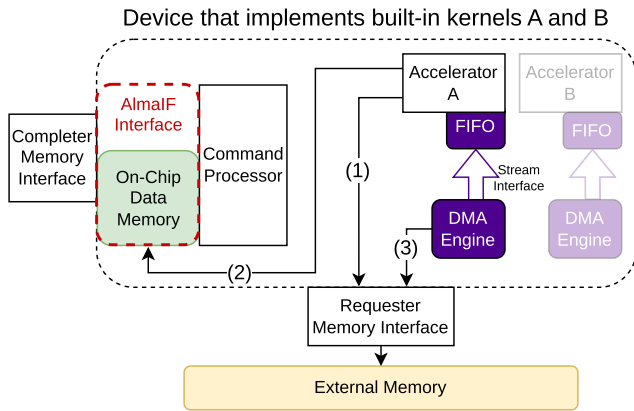 Device that implements built-in kernels A and B
Completer
Memory
Interface
AlmaIF
Interface
On-Chip
Data
Memory
Command
Processor
Accelerator
A
FIFO
Stream
Interface
DMA
Engine
Accelerator
B
FIFO
DMA
Engine
(1)
(2)
(3)
Requester
Memory Interface
External Memory